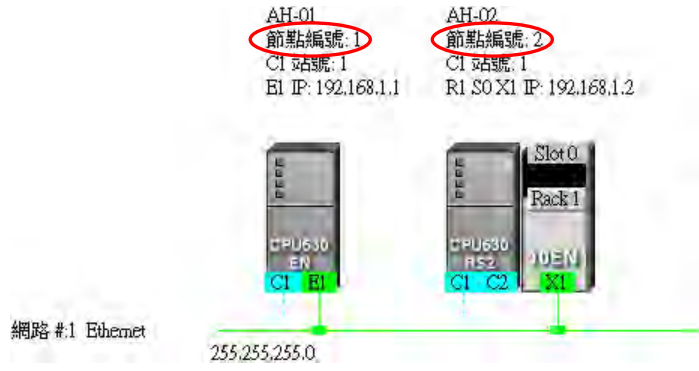 AH-01
節點編號: 1
C1 站號: 1
E1 IP: 192.168.1.1
AH-02
節點編號: 2
C1 站號: 1
R1 S0 X1 IP: 192.168.1.2
CPU530
EN
C1 E1
CPU530
RS2
C1 C2
Slot 0
Rack 1
10EN
X1
網路 #:1 Ethernet
255.255.255.0